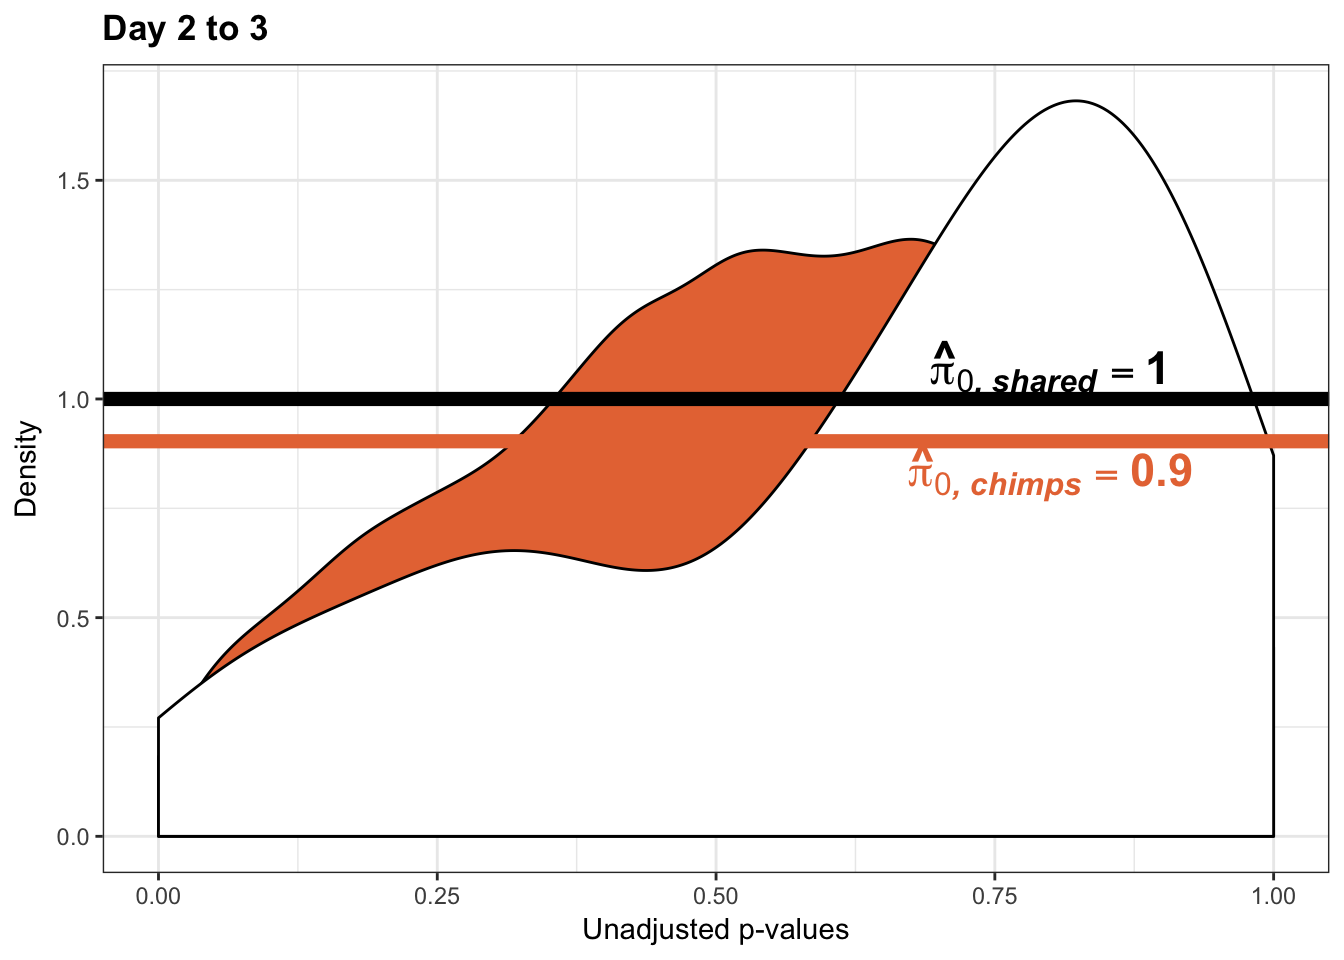 Day 2 to 3
Density
1.5
1.0
0.5
0.0
π̂0, shared = 1
π̂0, chimps = 0.9
0.00 0.25 0.50 0.75 1.00
Unadjusted p-values